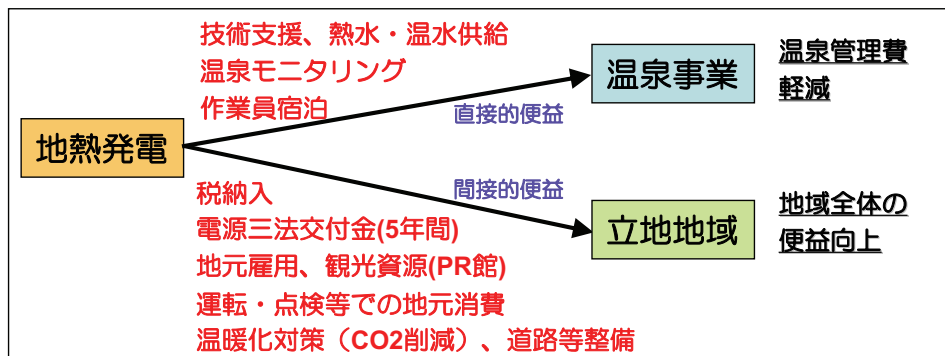 技術支援、熱水・温水供給
温泉モニタリング
作業員宿泊
直接的便益
温泉事業
温泉管理費
軽減
地熱発電
間接的便益
税納入
電源三法交付金(5年間)
地元雇用、観光資源(PR館)
運転・点検等での地元消費
温暖化対策（CO2削減）、道路等整備
立地地域
地域全体の
便益向上